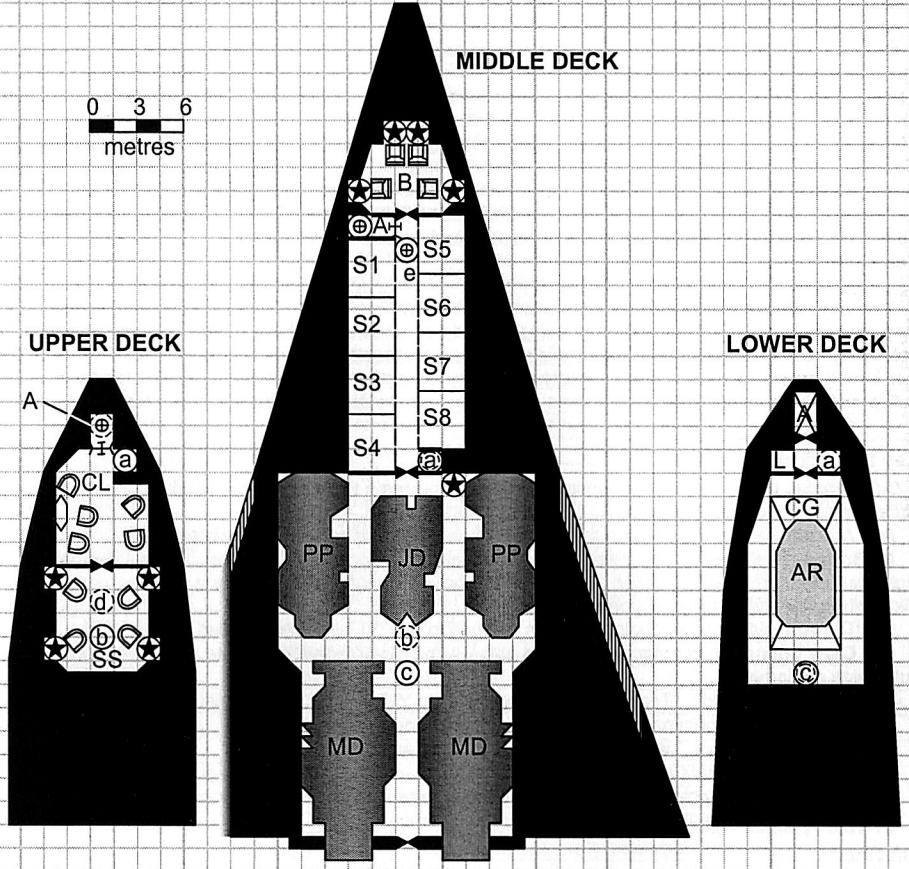 MIDDLE DECK
0 3 6
metres
B
A
S5
e
S1
S6
S2
S7
S3
S8
S4
a
UPPER DECK
A
a
CL
d
b
SS
LOWER DECK
A
L
a
CG
AR
c
PP
JD
PP
b
c
MD
MD